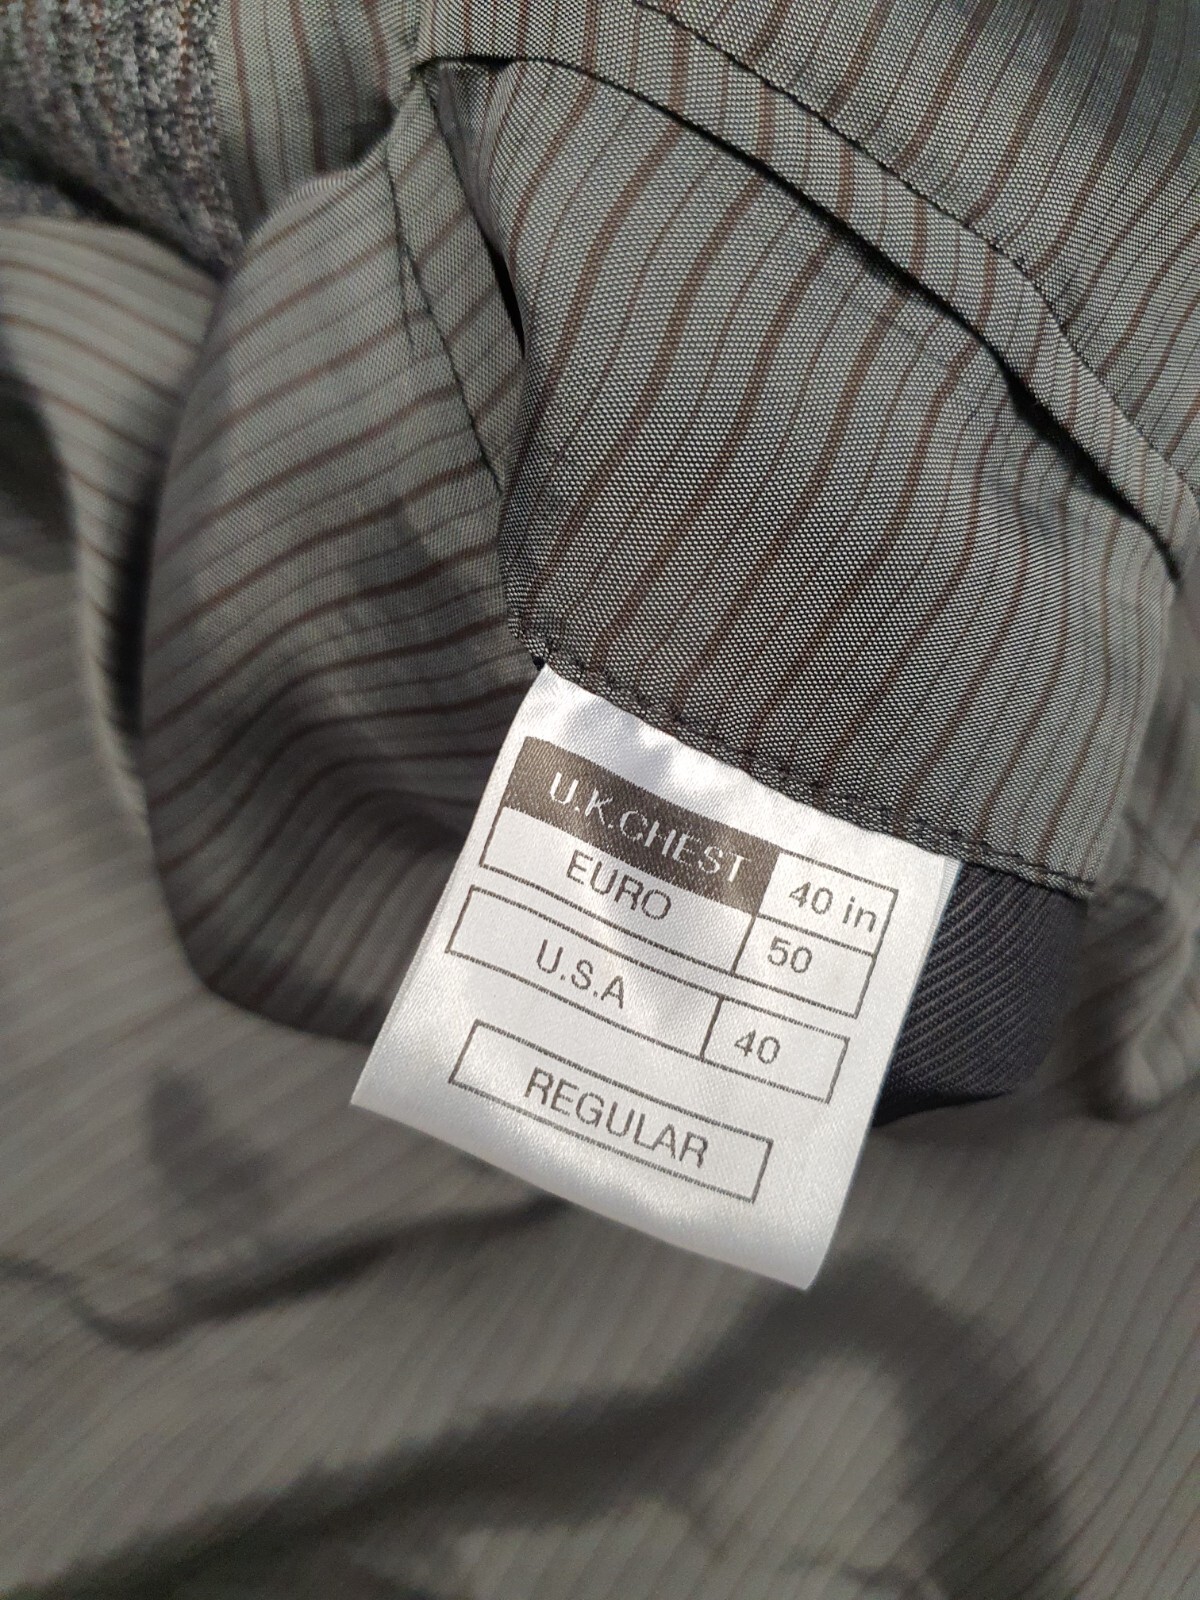 U.K.CHEST 40 in
EURO 50
U.S.A 40
REGULAR